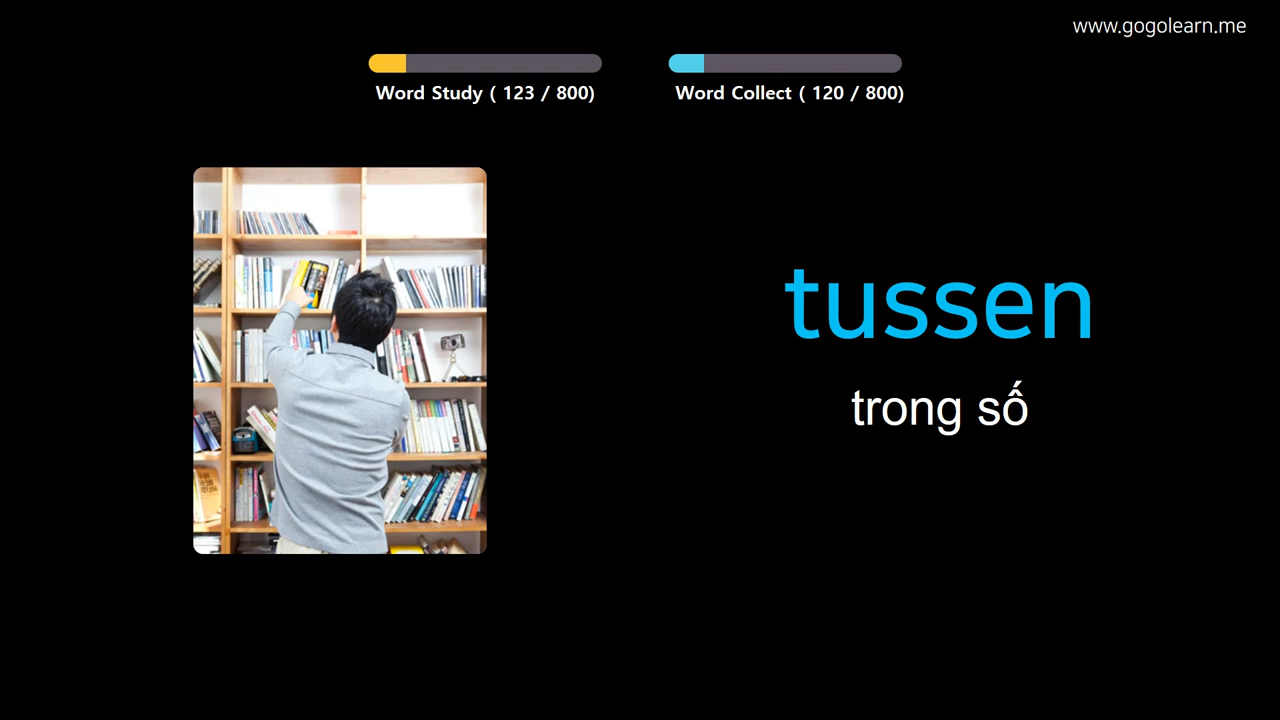 www.gogolearn.me
Word Study ( 123 / 800)
Word Collect ( 120 / 800)
tussen
trong số